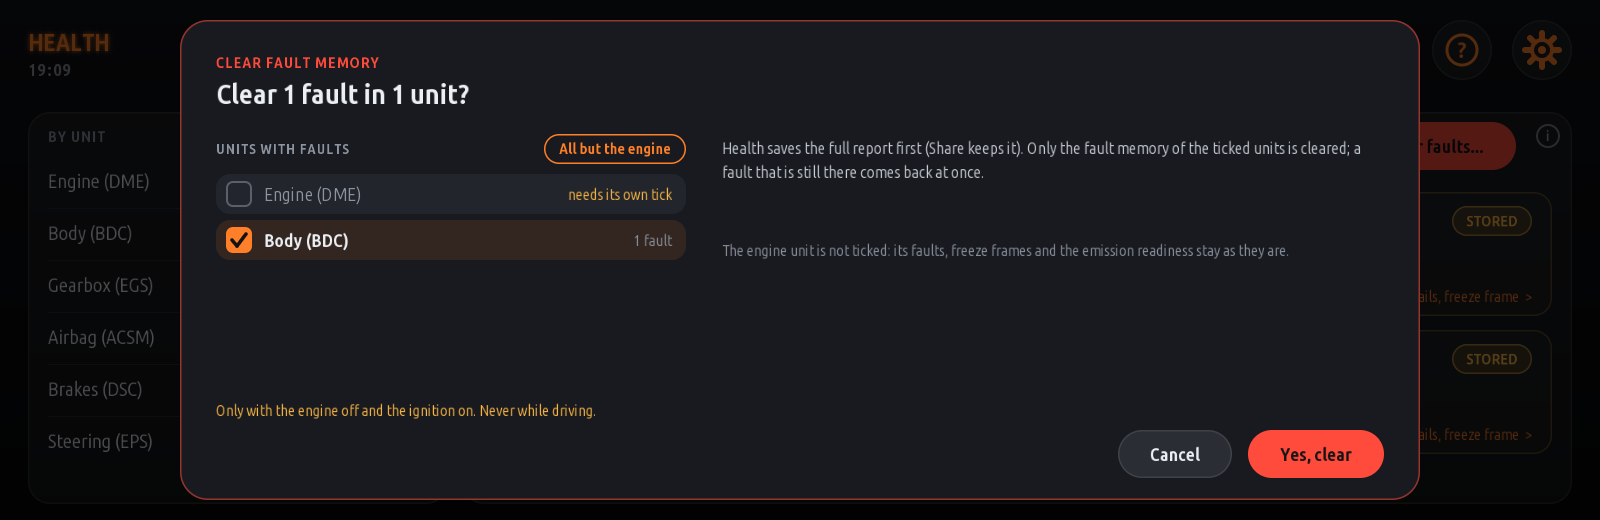 HEALTH
19:09
?
BY UNIT
Engine (DME)
Body (BDC)
Gearbox (EGS)
Airbag (ACSM)
Brakes (DSC)
Steering (EPS)
CLEAR FAULT MEMORY
Clear 1 fault in 1 unit?
UNITS WITH FAULTS
All but the engine
Engine (DME)
needs its own tick
Body (BDC)
1 fault
Health saves the full report first (Share keeps it). Only the fault memory of the ticked units is cleared; a
fault that is still there comes back at once.
The engine unit is not ticked: its faults, freeze frames and the emission readiness stay as they are.
Only with the engine off and the ignition on. Never while driving.
Cancel
Yes, clear
faults...
i
STORED
freeze frame >
STORED
freeze frame >